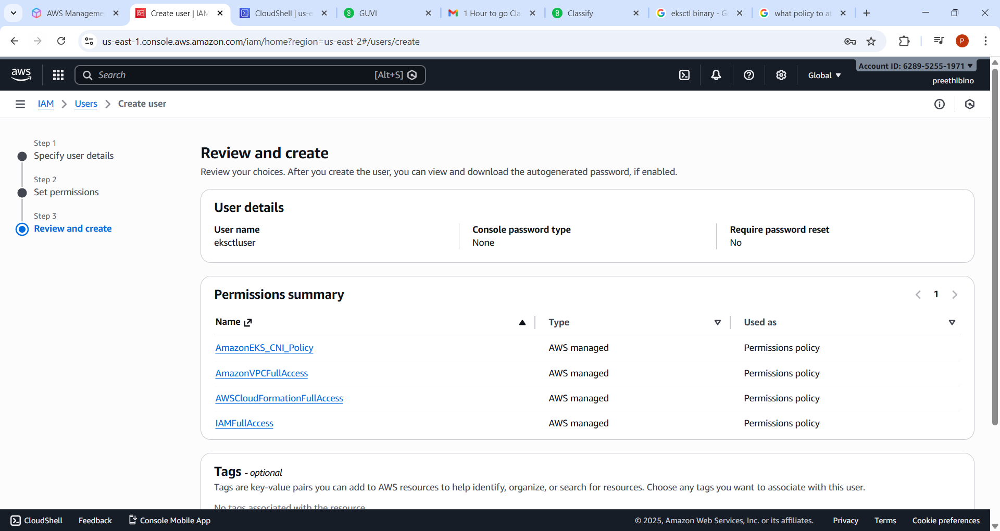 AWS Manageme
Create user | IAM
CloudShell | us-e
GUVI
1 Hour to go Cla
Classify
eksctl binary - G
what policy to at
us-east-1.console.aws.amazon.com/iam/home?region=us-east-2#/users/create
P
aws
Search
[Alt+S]
Global
Account ID: 6289-5255-1971
preethibino
IAM
Users
Create user
Step 1
Specify user details
Step 2
Set permissions
Step 3
Review and create
Review and create
Review your choices. After you create the user, you can view and download the autogenerated password, if enabled.
User details
User name
eksctluser
Console password type
None
Require password reset
No
Permissions summary
1
Name
Type
Used as
AmazonEKS_CNI_Policy
AWS managed
Permissions policy
AmazonVPCFullAccess
AWS managed
Permissions policy
AWSCloudFormationFullAccess
AWS managed
Permissions policy
IAMFullAccess
AWS managed
Permissions policy
Tags - optional
Tags are key-value pairs you can add to AWS resources to help identify, organize, or search for resources. Choose any tags you want to associate with this user.
No tags associated with the resource
CloudShell
Feedback
Console Mobile App
© 2025, Amazon Web Services, Inc. or its affiliates.
Privacy
Terms
Cookie preferences